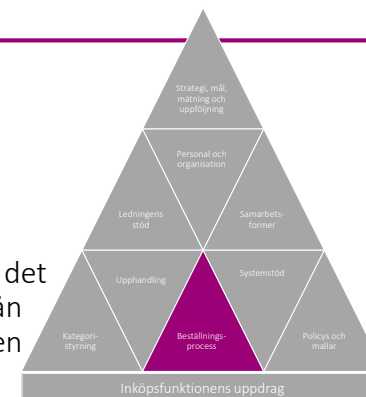 Strategi, mål,
mätning och
uppföljning
Personal och
organisation
Ledningens
stöd
Samarbets-
former
det
en
Upphandling
Systemstöd
Kategori-
styrning
Beställnings-
process
Policys och
mallar
Inköpsfunktionens uppdrag